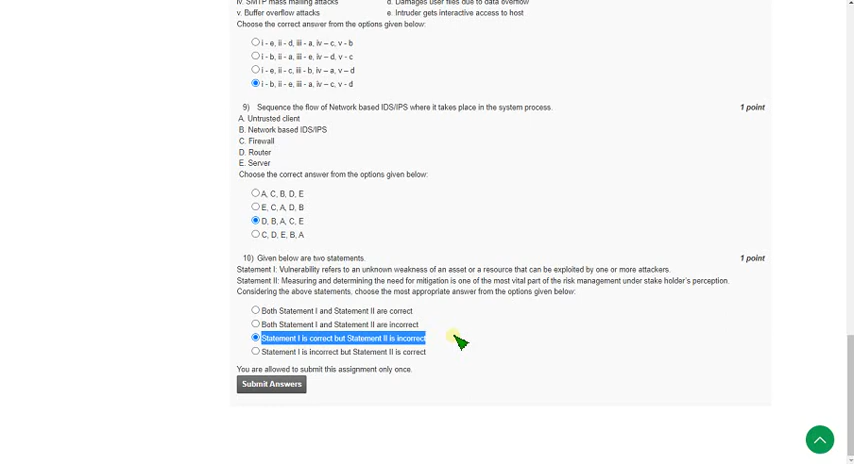 iv. SMTP mass mailing attacks d. Damages user files due to data overflow
v. Buffer overflow attacks e. Intruder gets interactive access to host
Choose the correct answer from the options given below:
i - e, ii - d, iii - a, iv – c, v - b
i - b, ii - a, iii - e, iv – d, v - c
i - e, ii - c, iii - b, iv – a, v – d
i - b, ii - e, iii - a, iv – c, v - d
9) Sequence the flow of Network based IDS/IPS where it takes place in the system process. 1 point
A. Untrusted client
B. Network based IDS/IPS
C. Firewall
D. Router
E. Server
Choose the correct answer from the options given below:
A, C, B, D, E
E, C, A, D, B
D, B, A, C, E
C, D, E, B, A
10) Given below are two statements. 1 point
Statement I: Vulnerability refers to an unknown weakness of an asset or a resource that can be exploited by one or more attackers.
Statement II: Measuring and determining the need for mitigation is one of the most vital part of the risk management under stake holder's perception.
Considering the above statements, choose the most appropriate answer from the options given below:
Both Statement I and Statement II are correct
Both Statement I and Statement II are incorrect
Statement I is correct but Statement II is incorrect
Statement I is incorrect but Statement II is correct
You are allowed to submit this assignment only once.
Submit Answers